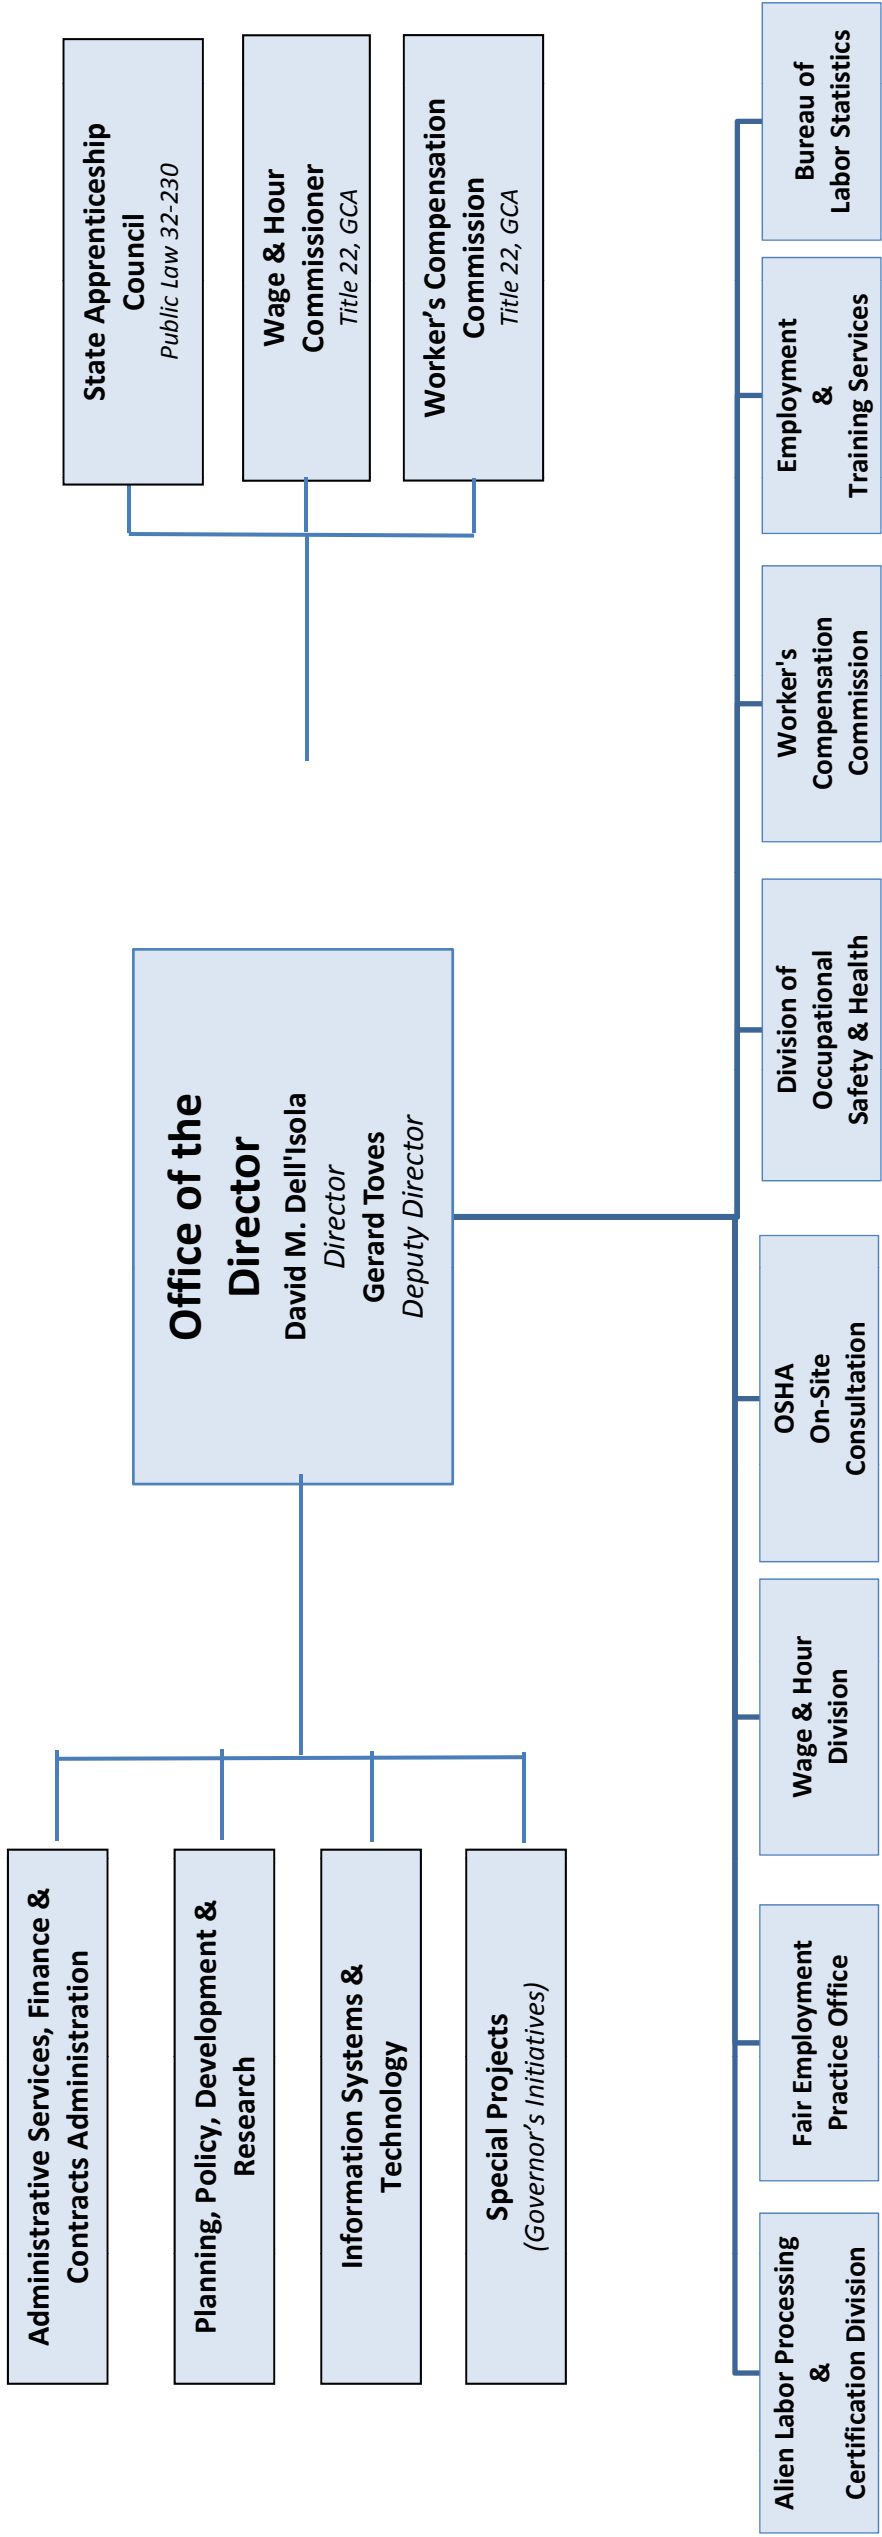 Administrative Services, Finance &
Contracts Administration
Planning, Policy, Development &
Research
Information Systems &
Technology
Special Projects
(Governor’s Initiatives)
Office of the
Director
David M. Dell'Isola
Director
Gerard Toves
Deputy Director
State Apprenticeship
Council
Public Law 32-230
Wage & Hour
Commissioner
Title 22, GCA
Worker’s Compensation
Commission
Title 22, GCA
Alien Labor Processing
&
Certification Division
Fair Employment
Practice Office
Wage & Hour
Division
OSHA
On-Site
Consultation
Division of
Occupational
Safety & Health
Worker's
Compensation
Commission
Employment
&
Training Services
Bureau of
Labor Statistics